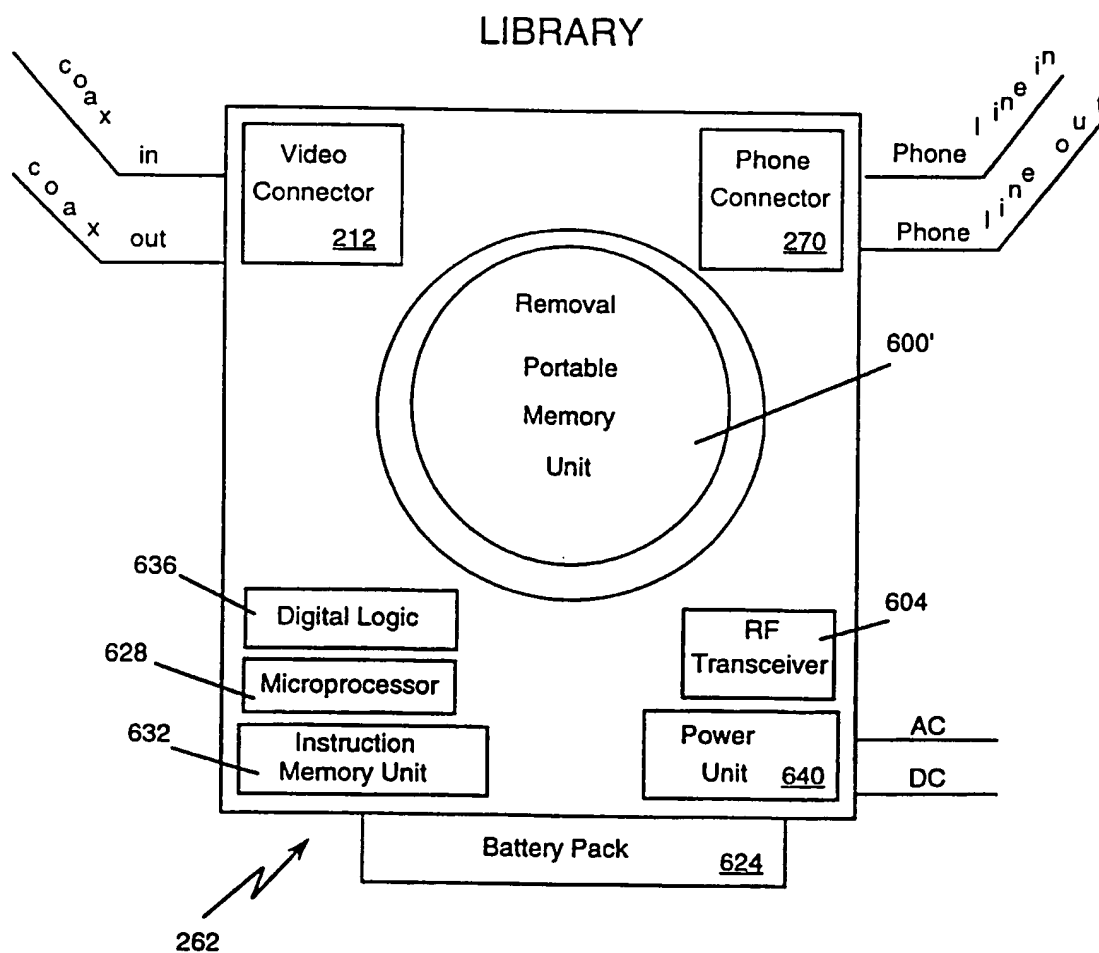 LIBRARY
coax in
coax out
Video
Connector
212
Phone
Connector
270
Phone line in
Phone line out
Removal
Portable
Memory
Unit
600'
636
Digital Logic
628
Microprocessor
632
Instruction
Memory Unit
604
RF
Transceiver
Power
Unit
640
AC
DC
Battery Pack
624
262